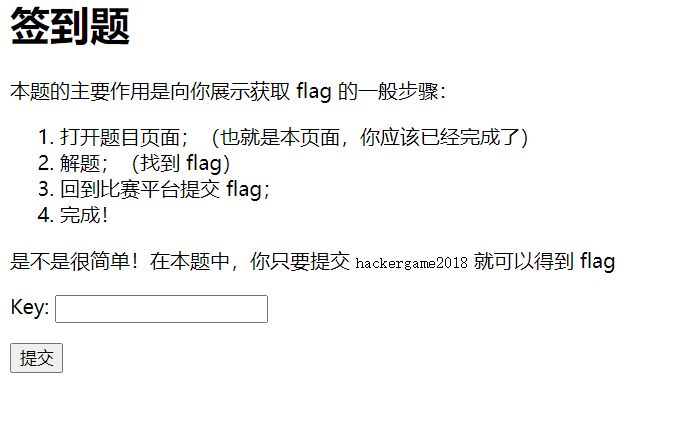 签到题
本题的主要作用是向你展示获取 flag 的一般步骤：
1. 打开题目页面；（也就是本页面，你应该已经完成了）
2. 解题；（找到 flag）
3. 回到比赛平台提交 flag；
4. 完成！
是不是很简单！在本题中，你只要提交 hackergame2018 就可以得到 flag
Key:
提交